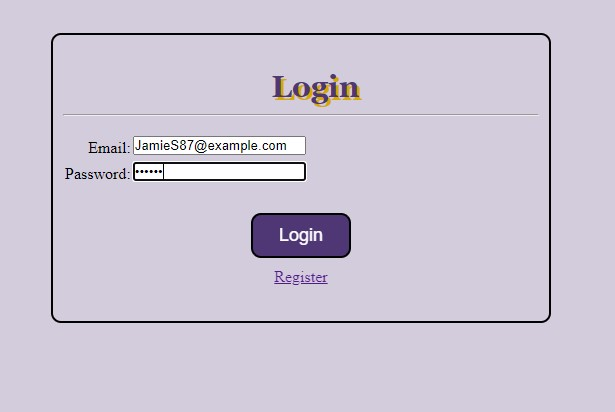 Login
Email: JamieS87@example.com
Password: ••••••
Login
Register